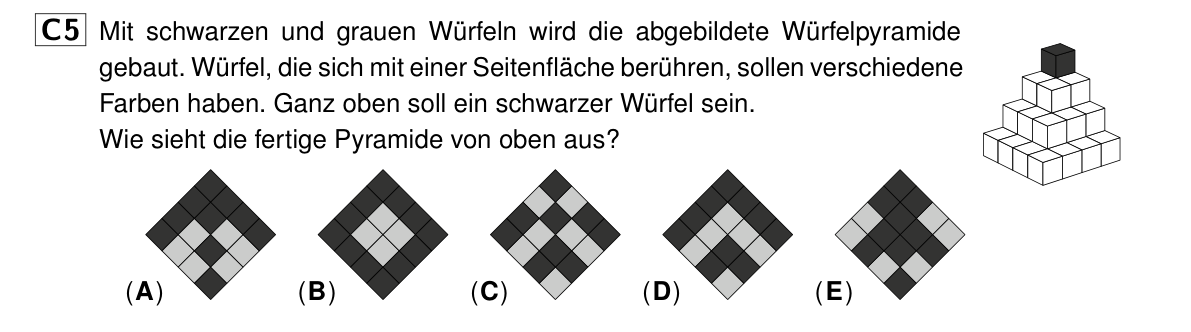 C5 Mit schwarzen und grauen Würfeln wird die abgebildete Würfelpyramide
gebaut. Würfel, die sich mit einer Seitenfläche berühren, sollen verschiedene
Farben haben. Ganz oben soll ein schwarzer Würfel sein.
Wie sieht die fertige Pyramide von oben aus?
(A) (B) (C) (D) (E)